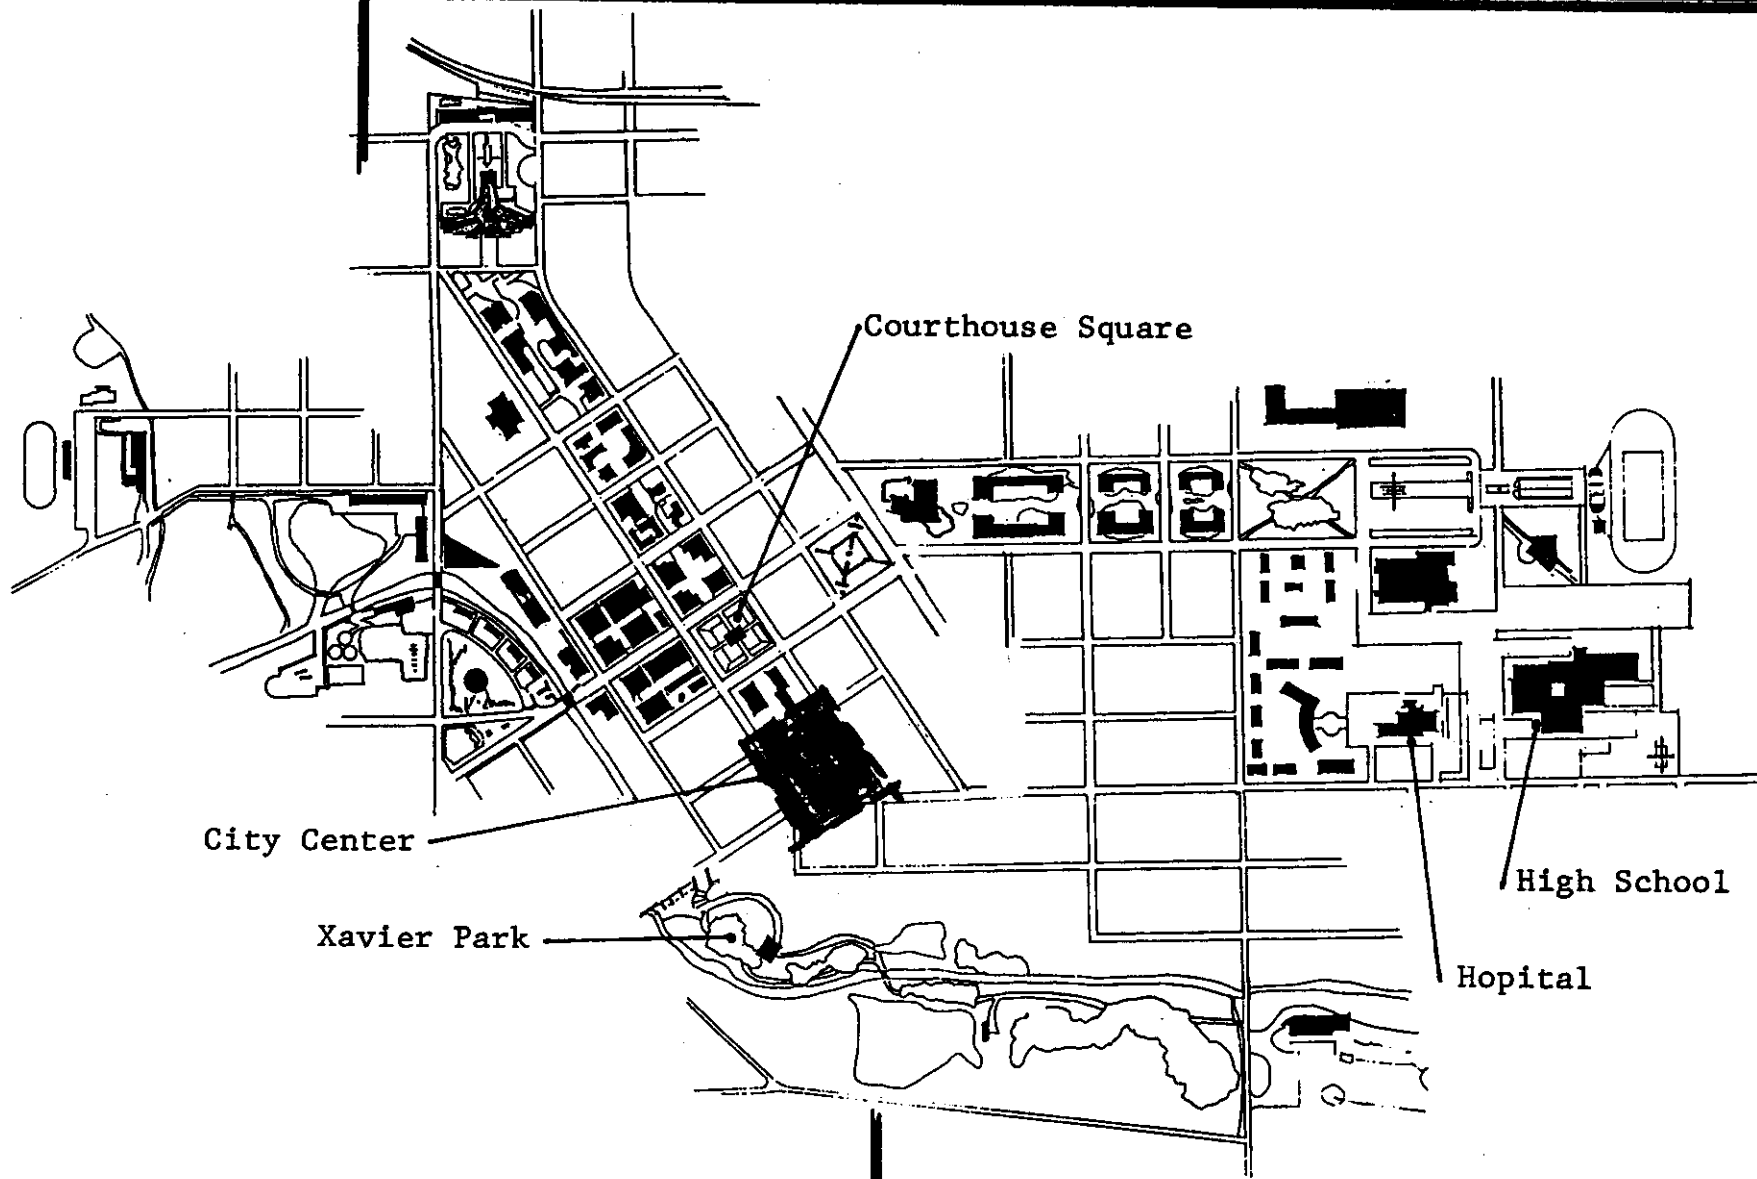 Courthouse Square
City Center
High School
Xavier Park
Hopital